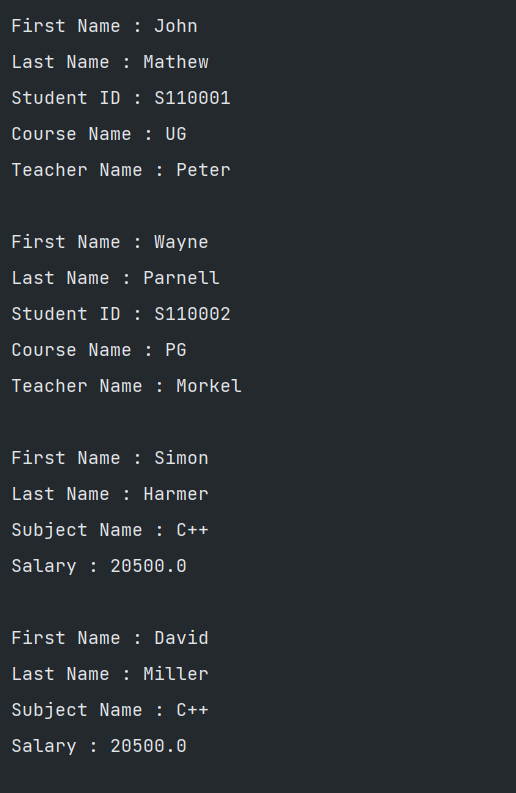 First Name : John
Last Name : Mathew
Student ID : S110001
Course Name : UG
Teacher Name : Peter

First Name : Wayne
Last Name : Parnell
Student ID : S110002
Course Name : PG
Teacher Name : Morkel

First Name : Simon
Last Name : Harmer
Subject Name : C++
Salary : 20500.0

First Name : David
Last Name : Miller
Subject Name : C++
Salary : 20500.0